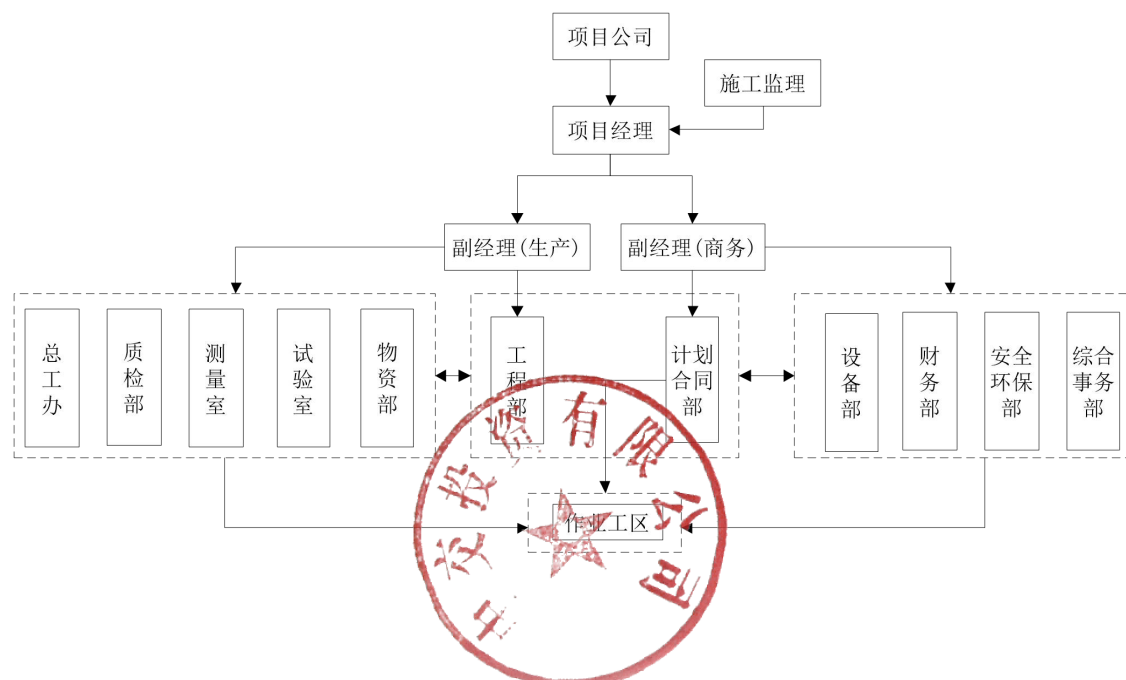 项目公司
施工监理
项目经理
副经理(生产)
副经理(商务)
总工办
质检部
测量室
试验室
物资部
工程部
计划
合同
部
设备部
财务部
安全
环保
部
综合
事务
部
作业工区
中交投资有限公司